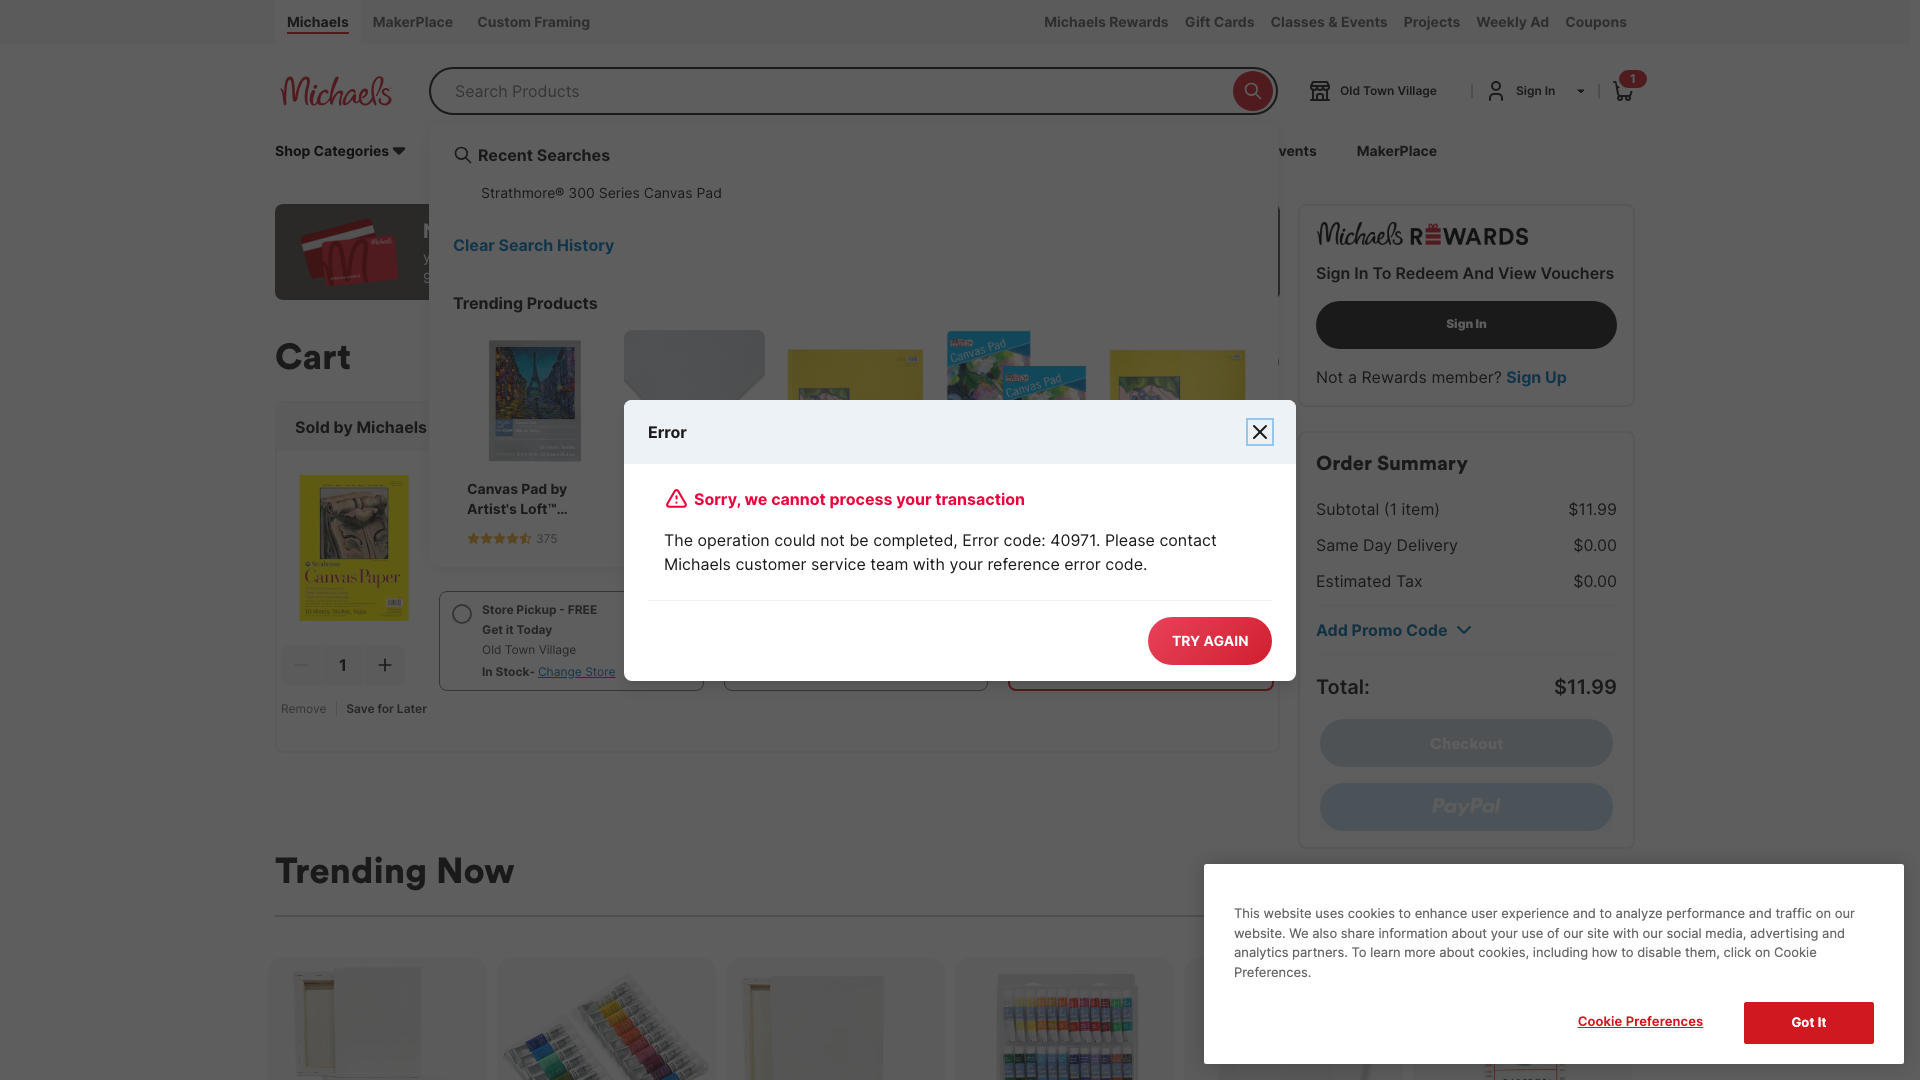 Michaels
MakerPlace
Custom Framing
Michaels Rewards
Gift Cards
Classes & Events
Projects
Weekly Ad
Coupons
Michaels
Search Products
Old Town Village
Sign In
1
Shop Categories
vents
MakerPlace
Recent Searches
Strathmore® 300 Series Canvas Pad
Clear Search History
Trending Products
Michaels REWARDS
Sign In To Redeem And View Vouchers
Sign In
Not a Rewards member? Sign Up
Cart
Sold by Michaels
Canvas Pad
Canvas Pad
Canvas Pad by
Artist's Loft™...
375
Strathmore
Canvas Paper
Error
Sorry, we cannot process your transaction
The operation could not be completed, Error code: 40971. Please contact
Michaels customer service team with your reference error code.
TRY AGAIN
Store Pickup - FREE
Get it Today
Old Town Village
In Stock- Change Store
1
Remove
Save for Later
Order Summary
Subtotal (1 item) $11.99
Same Day Delivery $0.00
Estimated Tax $0.00
Add Promo Code
Total: $11.99
Checkout
PayPal
Trending Now
This website uses cookies to enhance user experience and to analyze performance and traffic on our
website. We also share information about your use of our site with our social media, advertising and
analytics partners. To learn more about cookies, including how to disable them, click on Cookie
Preferences.
Cookie Preferences
Got It